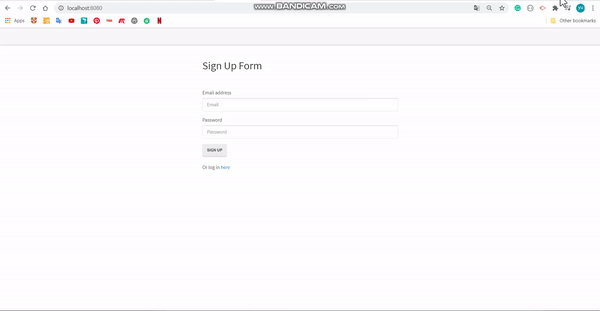 localhost:8080
www.BANDICAM.com
Apps
Other bookmarks
Sign Up Form
Email address
Email
Password
Password
SIGN UP
Or log in here